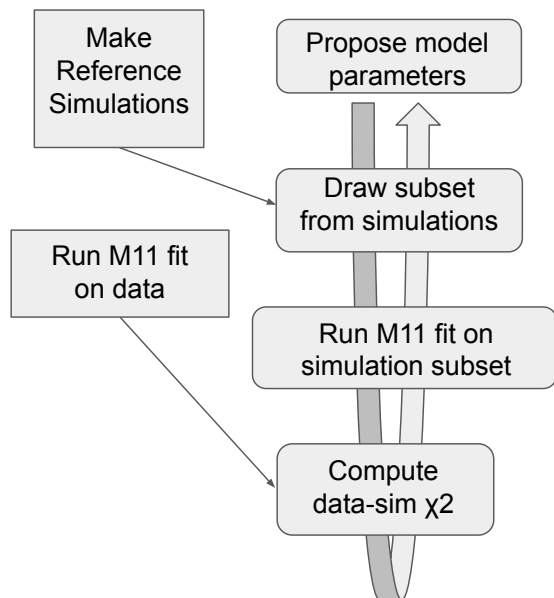 Make
Reference
Simulations
Propose model
parameters
Draw subset
from simulations
Run M11 fit
on data
Run M11 fit on
simulation subset
Compute
data-sim χ2